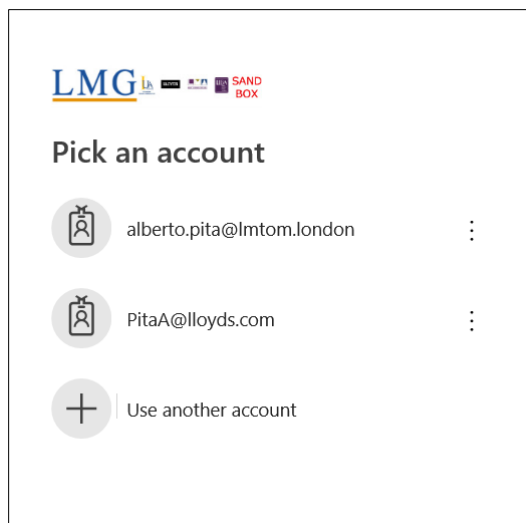 LMG
SAND
BOX
Pick an account
alberto.pita@lmtom.london
PitaA@lloyds.com
Use another account